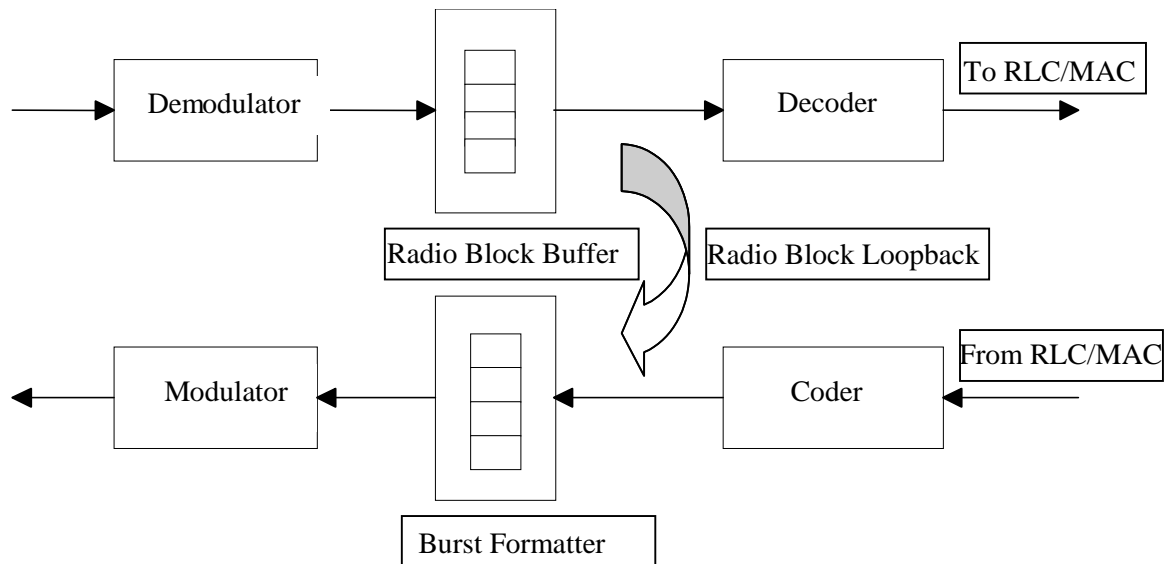 Demodulator
Decoder
To RLC/MAC
Radio Block Buffer
Radio Block Loopback
From RLC/MAC
Modulator
Coder
Burst Formatter